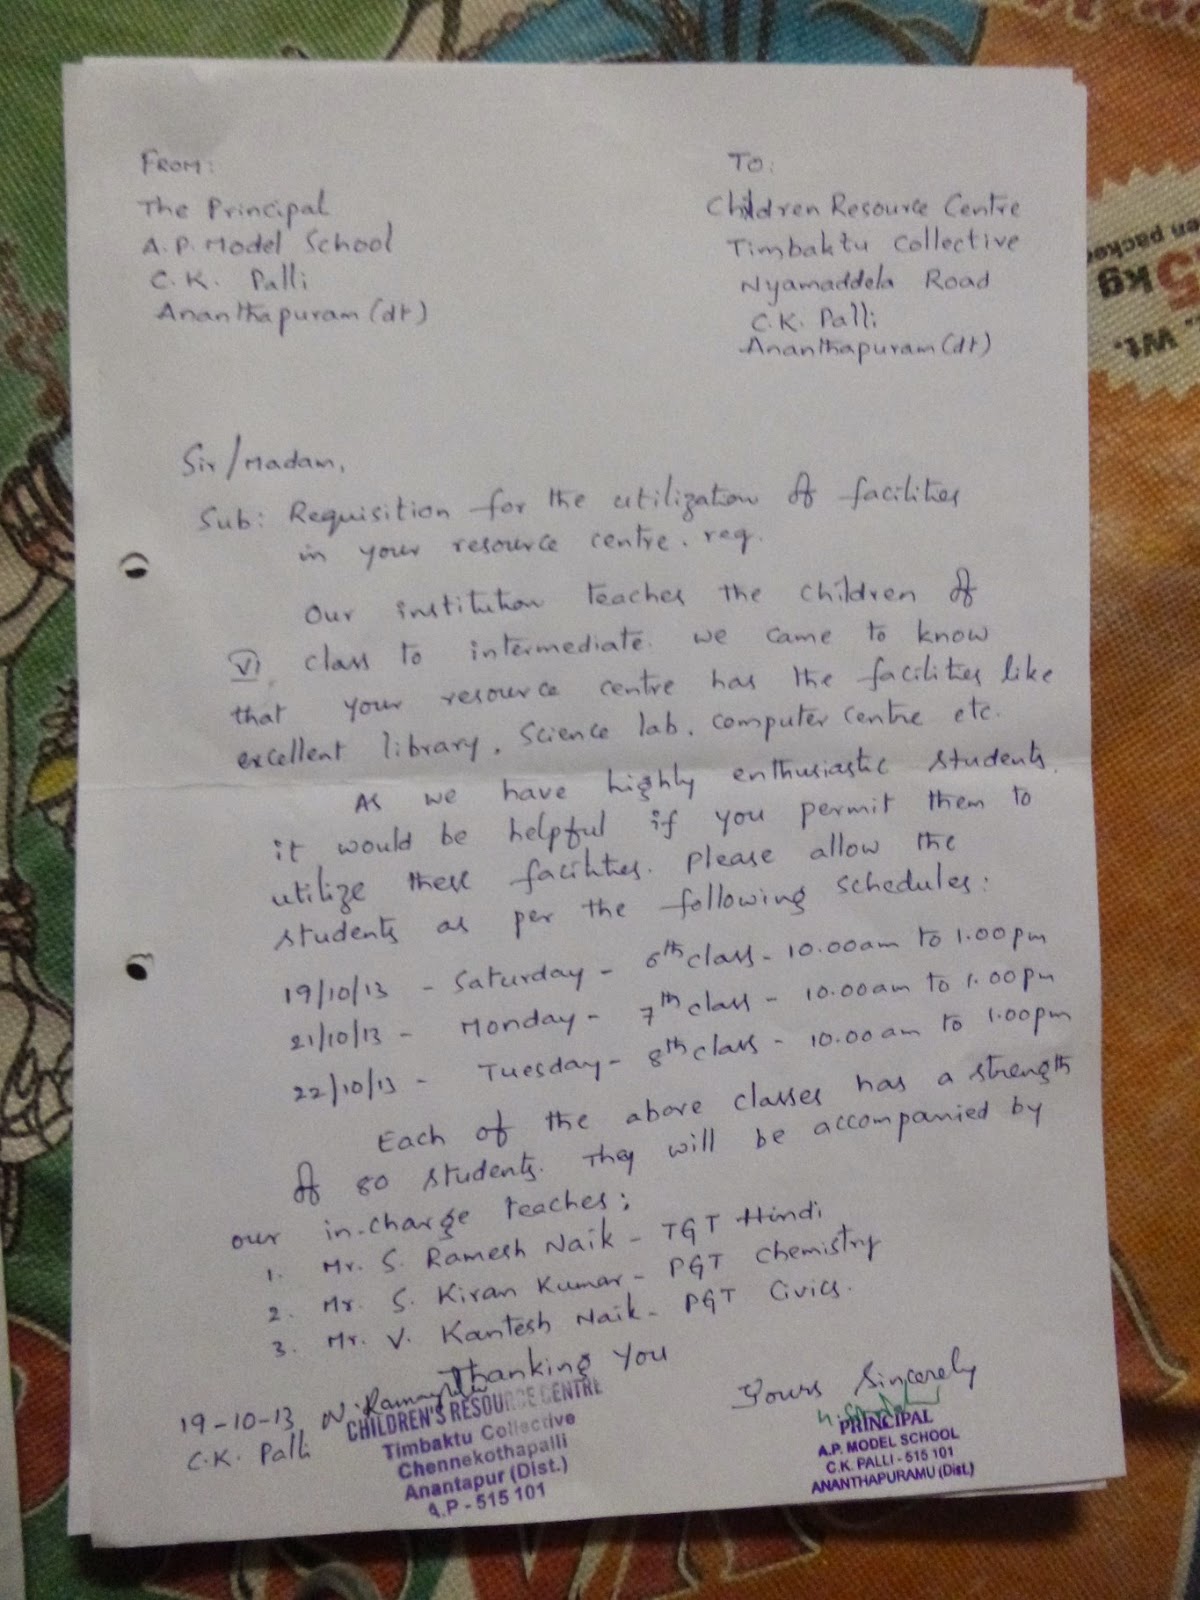 FROM:
The Principal
A.P. Model School
C.K. Palli
Ananthapuram (dt)
TO:
Children Resource Centre
Timbaktu Collective
Nyamaddela Road
C.K. Palli
Ananthapuram (dt)
Sir/Madam,
Sub: Requisition for the utilization of facilities
in your resource centre. req.
Our institution teaches the children of
VI class to intermediate. we came to know
that your resource centre has the facilities like
excellent library, Science lab, computer centre etc.
As we have highly enthusiastic students,
it would be helpful if you permit them to
utilize these facilities. Please allow the
students as per the following schedules:
19/10/13 - Saturday - 6th class - 10.00am to 1.00pm
21/10/13 - Monday - 7th class - 10.00am to 1.00pm
22/10/13 - Tuesday - 8th class - 10.00am to 1.00pm
Each of the above classes has a strength
of 80 students. They will be accompanied by
our in-charge teaches:
1. Mr. S. Ramesh Naik - TGT Hindi
2. Mr. S. Kiran Kumar - PGT Chemistry
3. Mr. V. Kantesh Naik - PGT Civics.
Thanking You
Yours Sincerely
19-10-13
C.K. Palli
CHILDREN'S RESOURCE CENTRE
Timbaktu Collective
Chennekothapalli
Anantapur (Dist.)
A.P - 515 101
PRINCIPAL
A.P. MODEL SCHOOL
C.K. PALLI - 515 101
ANANTHAPURAMU (Dist.)
5kg
Wt.